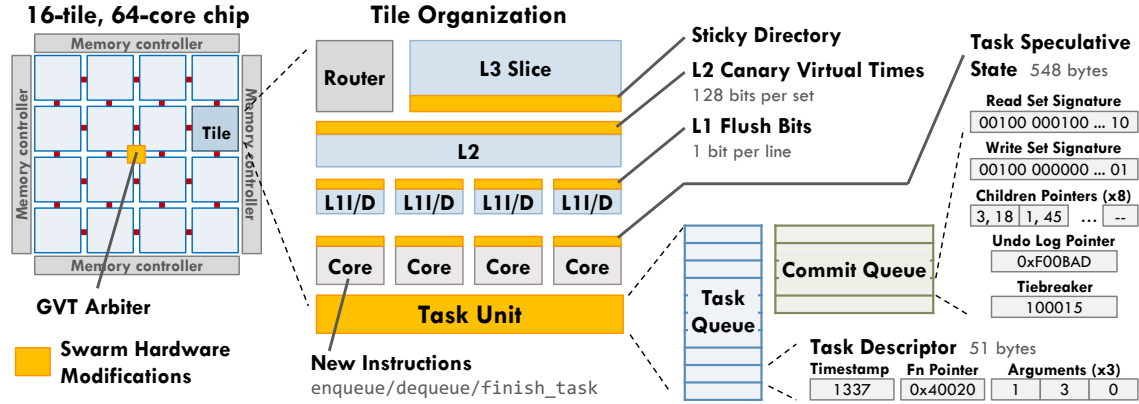 16-tile, 64-core chip
Memory controller
Memory controller
Memory controller
Memory controller
Tile
GVT Arbiter
Swarm Hardware
Modifications
Tile Organization
Router
L3 Slice
L2
L1I/D L1I/D L1I/D L1I/D
Core Core Core Core
Task Unit
New Instructions
enqueue/dequeue/finish_task
Sticky Directory
L2 Canary Virtual Times
128 bits per set
L1 Flush Bits
1 bit per line
Task
Queue
Commit Queue
Task Speculative
State 548 bytes
Read Set Signature
00100 000100 ... 10
Write Set Signature
00100 000000 ... 01
Children Pointers (x8)
3, 18 1, 45 ... --
Undo Log Pointer
0xF00BAD
Tiebreaker
100015
Task Descriptor 51 bytes
Timestamp Fn Pointer Arguments (x3)
1337 0x40020 1 3 0